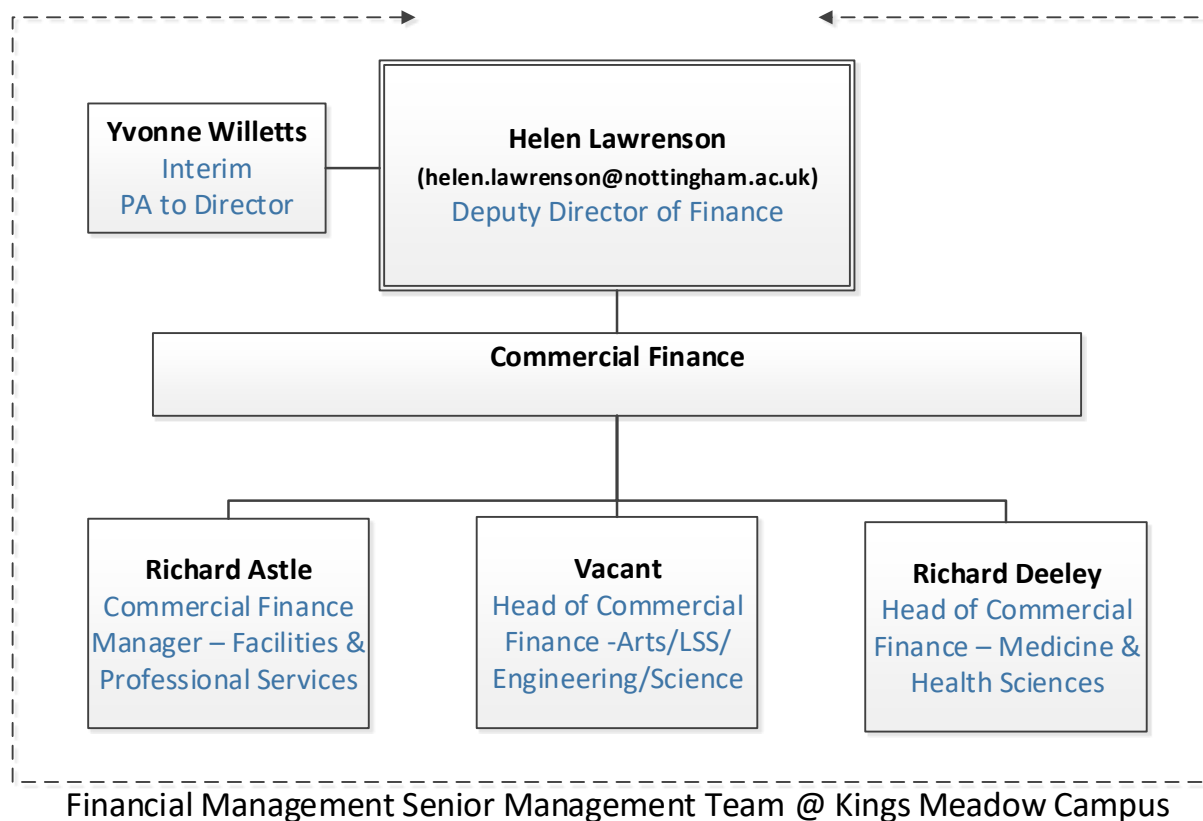 Yvonne Willetts
Interim
PA to Director
Helen Lawrenson
(helen.lawrenson@nottingham.ac.uk)
Deputy Director of Finance
Commercial Finance
Richard Astle
Commercial Finance
Manager – Facilities &
Professional Services
Vacant
Head of Commercial
Finance -Arts/LSS/
Engineering/Science
Richard Deeley
Head of Commercial
Finance – Medicine &
Health Sciences
Financial Management Senior Management Team @ Kings Meadow Campus